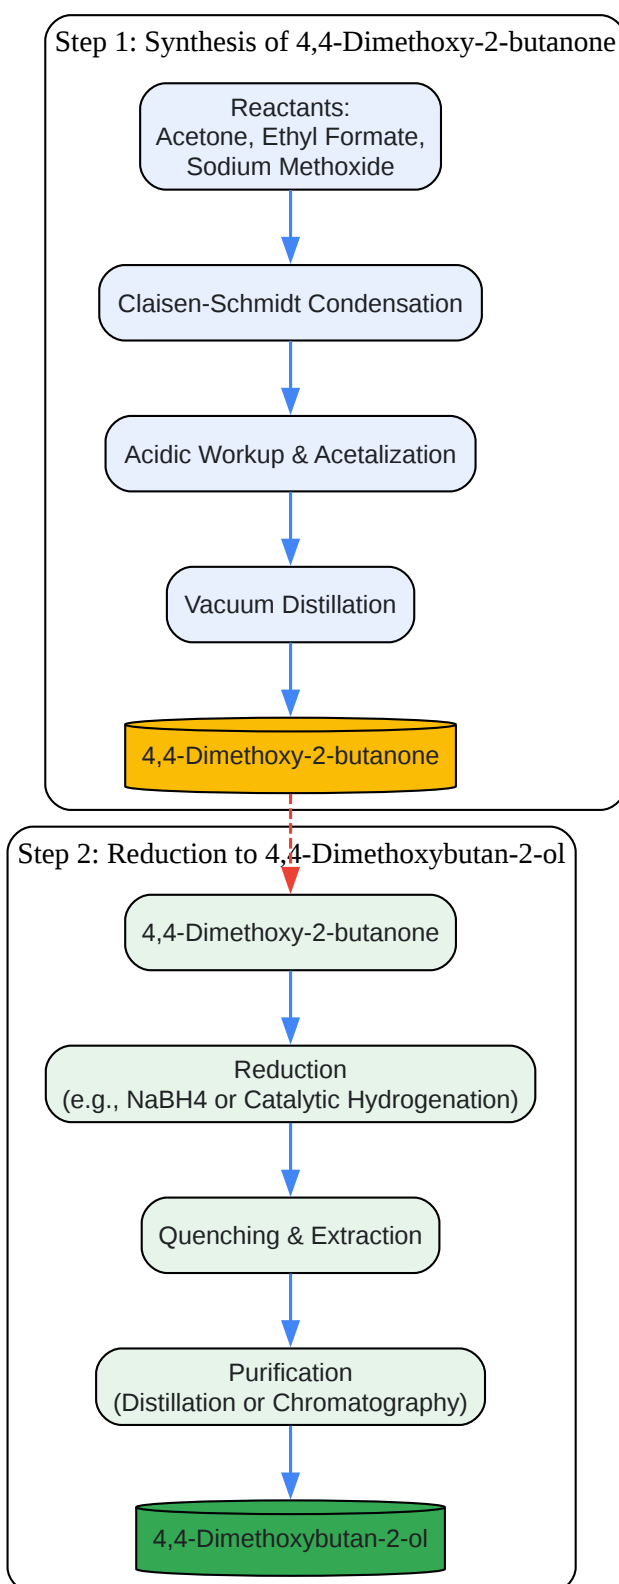 Step 1: Synthesis of 4,4-Dimethoxy-2-butanone
Reactants:
Acetone, Ethyl Formate,
Sodium Methoxide
Claisen-Schmidt Condensation
Acidic Workup & Acetalization
Vacuum Distillation
4,4-Dimethoxy-2-butanone
Step 2: Reduction to 4,4-Dimethoxybutan-2-ol
4,4-Dimethoxy-2-butanone
Reduction
(e.g., NaBH4 or Catalytic Hydrogenation)
Quenching & Extraction
Purification
(Distillation or Chromatography)
4,4-Dimethoxybutan-2-ol